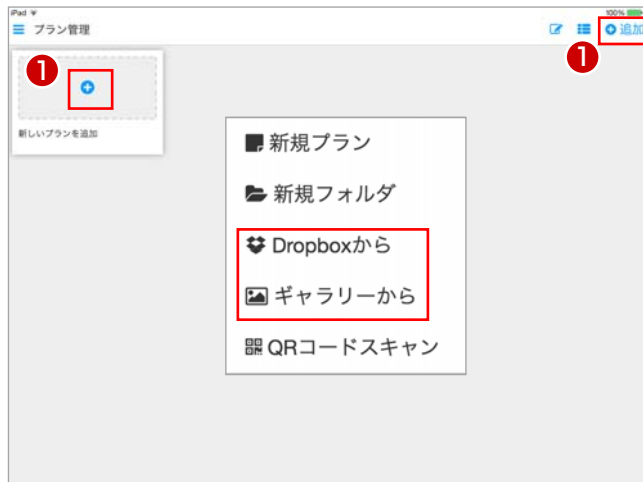 iPad
100%
プラン管理
追加
1
1
新しいプランを追加
新規プラン
新規フォルダ
Dropboxから
ギャラリーから
QRコードスキャン